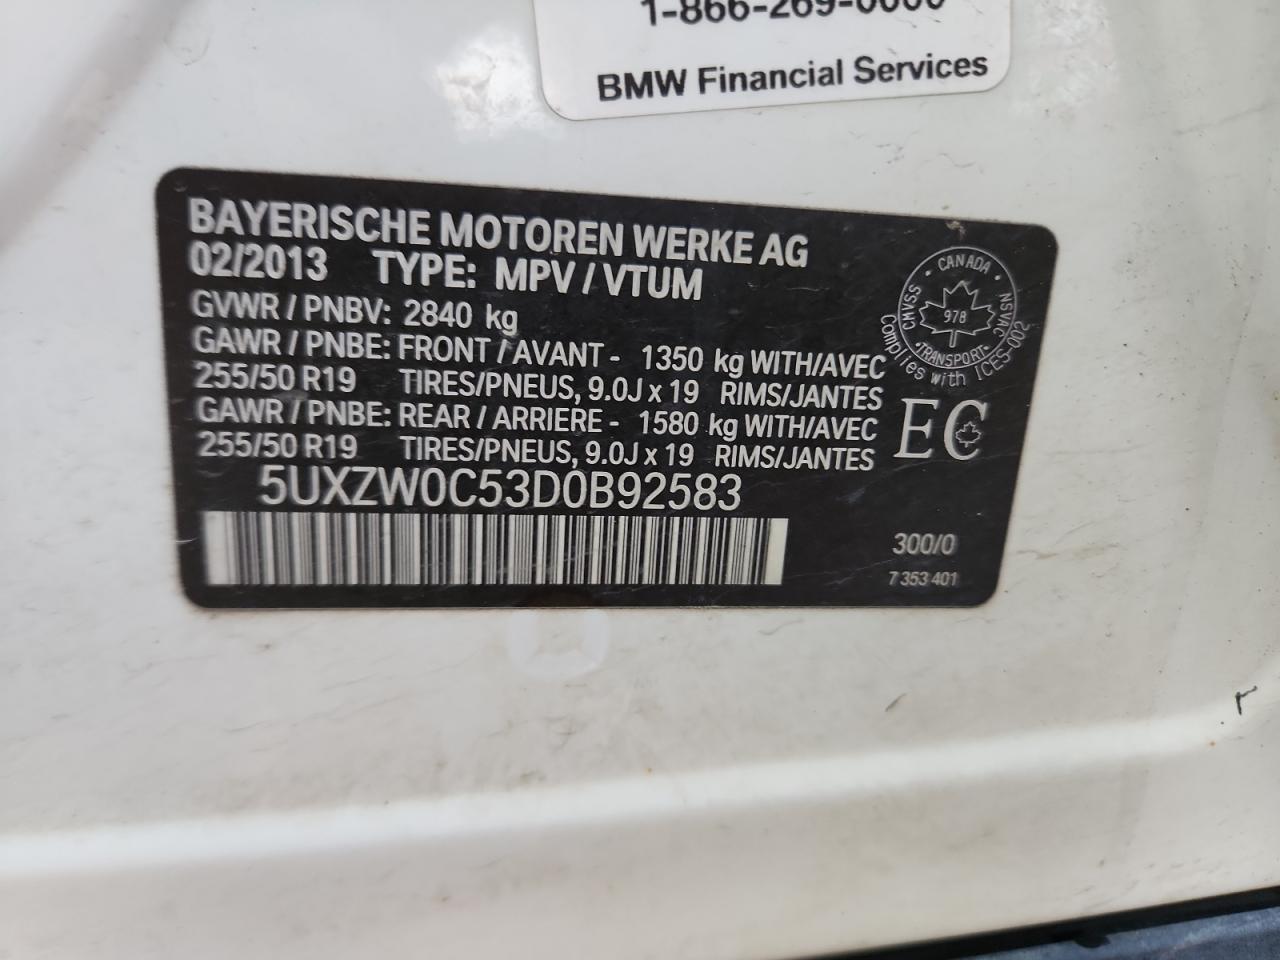 1-866-269-0000
BMW Financial Services
BAYERISCHE MOTOREN WERKE AG
02/2013 TYPE: MPV / VTUM
GVWR / PNBV: 2840 kg
GAWR / PNBE: FRONT / AVANT - 1350 kg WITH/AVEC
255/50 R19 TIRES/PNEUS, 9.0J x 19 RIMS/JANTES
GAWR / PNBE: REAR / ARRIERE - 1580 kg WITH/AVEC
255/50 R19 TIRES/PNEUS, 9.0J x 19 RIMS/JANTES
5UXZW0C53D0B92583
CANADA
CMVSS
NSVAC
978
TRANSPORT
Complies with ICES-002
EC
300/0
7 353 401